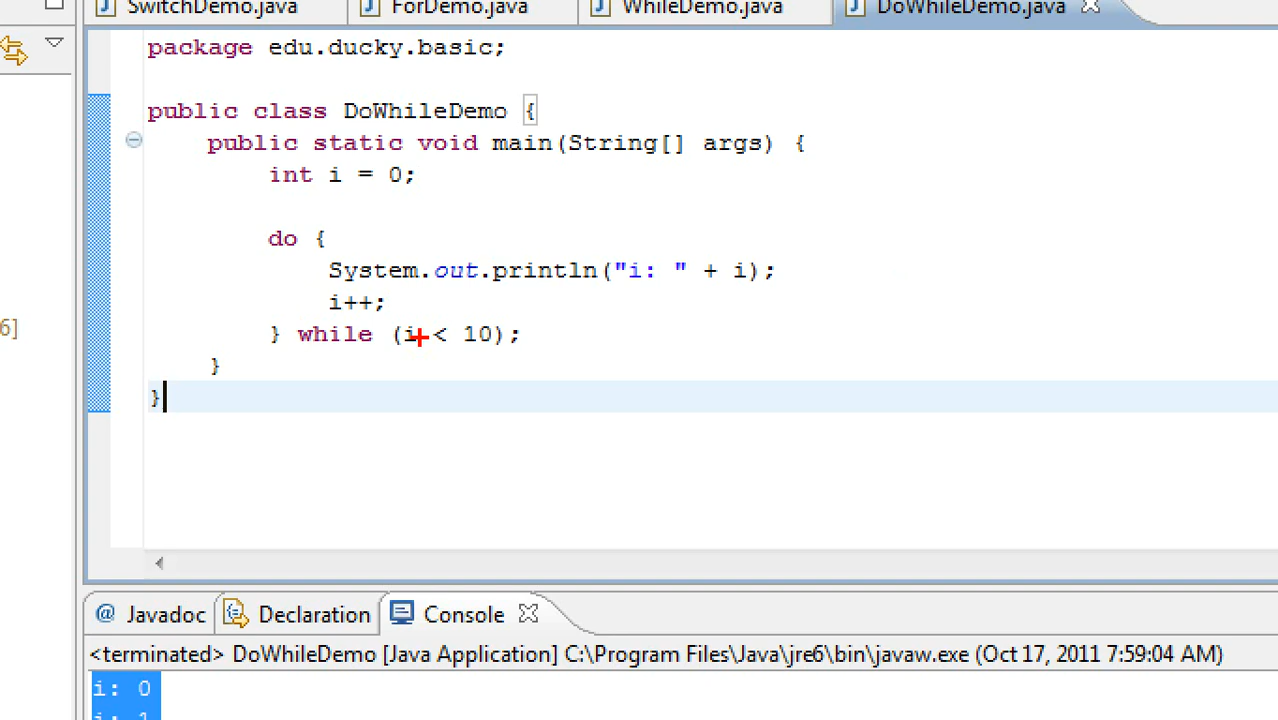 SwitchDemo.java ForDemo.java WhileDemo.java DoWhileDemo.java
package edu.ducky.basic;
public class DoWhileDemo {
public static void main(String[] args) {
int i = 0;
do {
System.out.println("i: " + i);
i++;
} while (i < 10);
}
}
6]
@ Javadoc Declaration Console
<terminated> DoWhileDemo [Java Application] C:\Program Files\Java\jre6\bin\javaw.exe (Oct 17, 2011 7:59:04 AM)
i: 0
i: 1